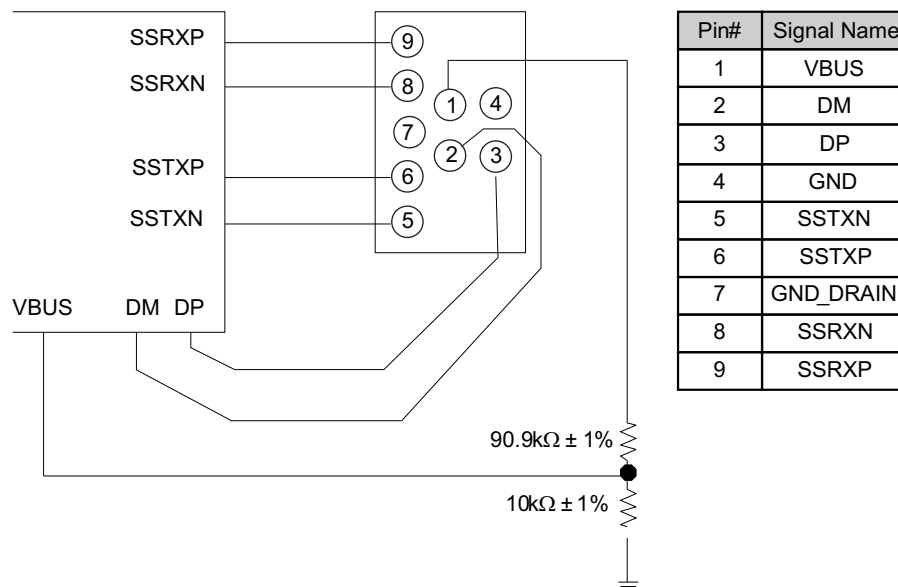 SSRXP
SSRXN
SSTXP
SSTXN
VBUS DM DP
9
8
1 4
7
2 3
6
5
90.9kΩ ± 1%
10kΩ ± 1%
Pin# Signal Name
1 VBUS
2 DM
3 DP
4 GND
5 SSTXN
6 SSTXP
7 GND_DRAIN
8 SSRXN
9 SSRXP